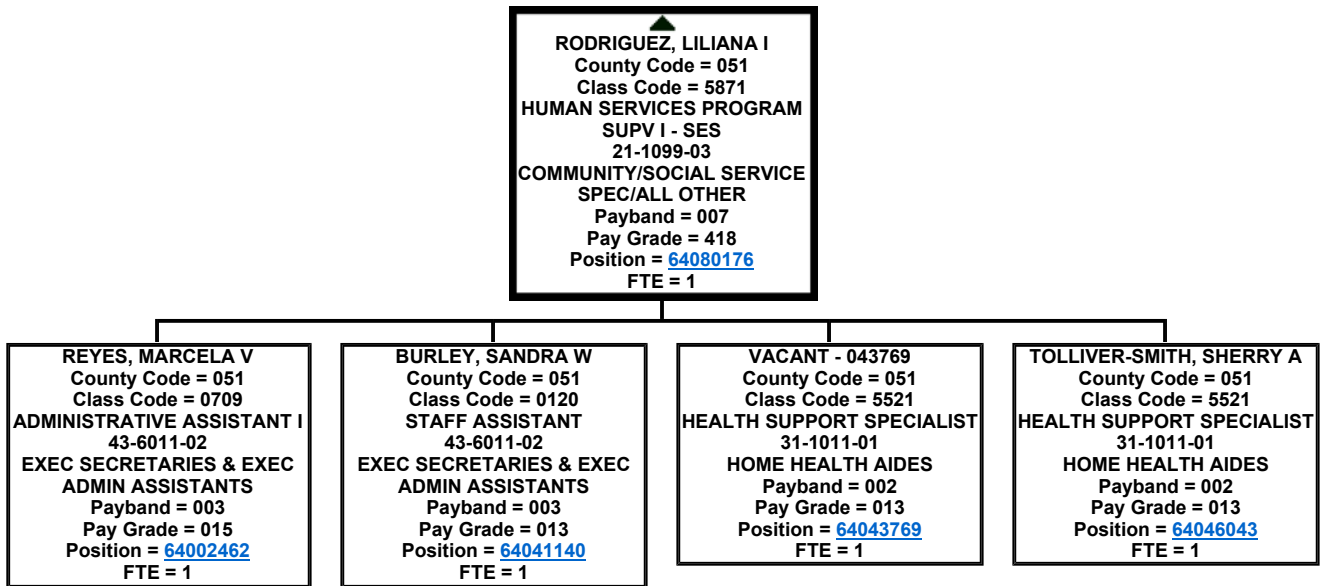 RODRIGUEZ, LILIANA I
County Code = 051
Class Code = 5871
HUMAN SERVICES PROGRAM
SUPV I - SES
21-1099-03
COMMUNITY/SOCIAL SERVICE
SPEC/ALL OTHER
Payband = 007
Pay Grade = 418
Position = 64080176
FTE = 1
REYES, MARCELA V
County Code = 051
Class Code = 0709
ADMINISTRATIVE ASSISTANT I
43-6011-02
EXEC SECRETARIES & EXEC
ADMIN ASSISTANTS
Payband = 003
Pay Grade = 015
Position = 64002462
FTE = 1
BURLEY, SANDRA W
County Code = 051
Class Code = 0120
STAFF ASSISTANT
43-6011-02
EXEC SECRETARIES & EXEC
ADMIN ASSISTANTS
Payband = 003
Pay Grade = 013
Position = 64041140
FTE = 1
VACANT - 043769
County Code = 051
Class Code = 5521
HEALTH SUPPORT SPECIALIST
31-1011-01
HOME HEALTH AIDES
Payband = 002
Pay Grade = 013
Position = 64043769
FTE = 1
TOLLIVER-SMITH, SHERRY A
County Code = 051
Class Code = 5521
HEALTH SUPPORT SPECIALIST
31-1011-01
HOME HEALTH AIDES
Payband = 002
Pay Grade = 013
Position = 64046043
FTE = 1